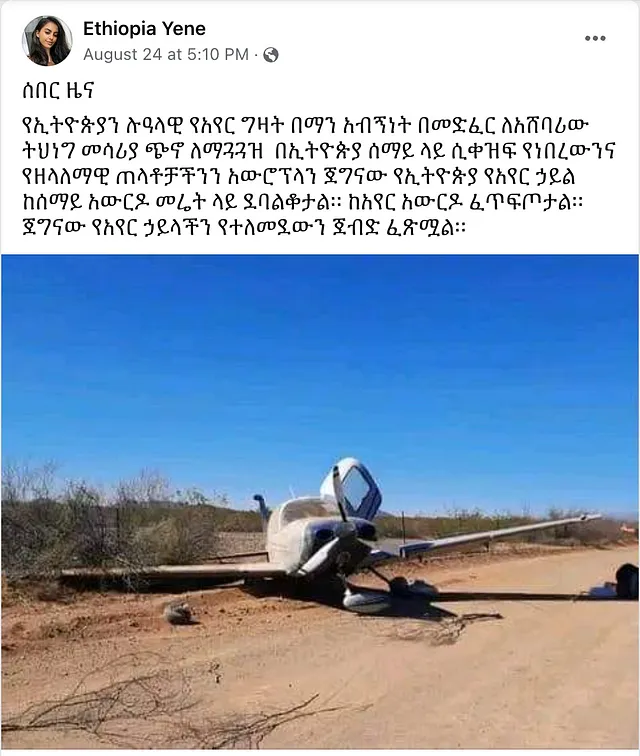 Ethiopia Yene
August 24 at 5:10 PM ·
ሰበር ዜና
የኢትዮጵያን ሉዓላዊ የአየር ግዛት በማን አብኝነት በመድፈር ለአሸባሪው
ትህነግ መሳሪያ ጭኖ ለማጓጓዝ በኢትዮጵያ ሰማይ ላይ ሲቀዝፍ የነበረውንና
የዘላለማዊ ጠላቶቻችንን አውሮፕላን ጀግናው የኢትዮጵያ የአየር ኃይል
ከሰማይ አውርዶ መሬት ላይ ደባልቆታል። ከአየር አውርዶ ፈጥፍጦታል።
ጀግናው የአየር ኃይላችን የተለመደውን ጀብድ ፈጽሟል።